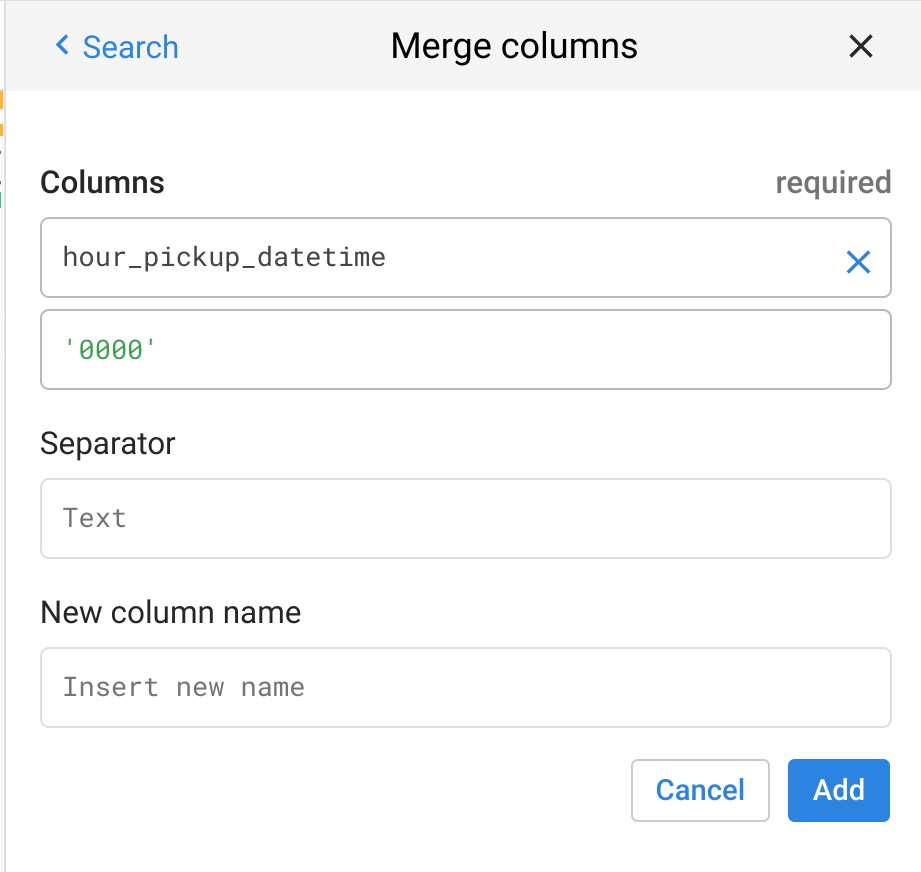 Search
Merge columns
Columns
required
hour_pickup_datetime
'0000'
Separator
Text
New column name
Insert new name
Cancel
Add